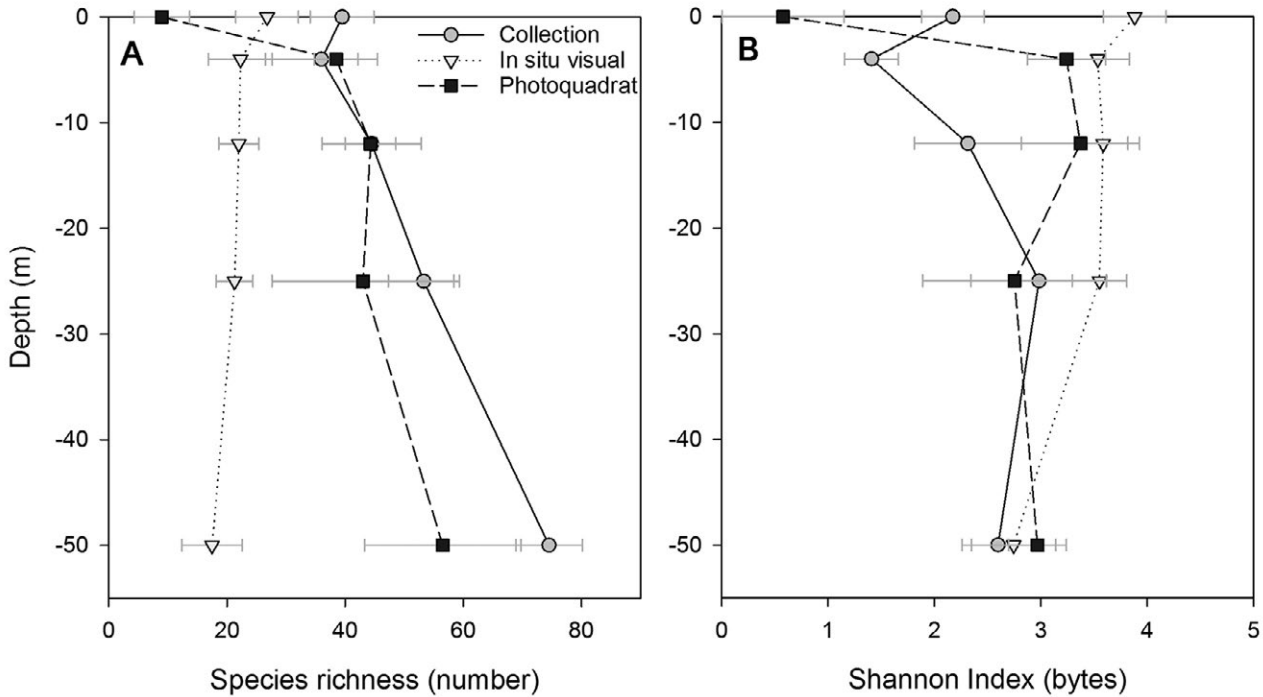 A
Collection
In situ visual
Photoquadrat
B
0
-10
-20
-30
-40
-50
Depth (m)
0 20 40 60 80
Species richness (number)
0
-10
-20
-30
-40
-50
0 1 2 3 4 5
Shannon Index (bytes)